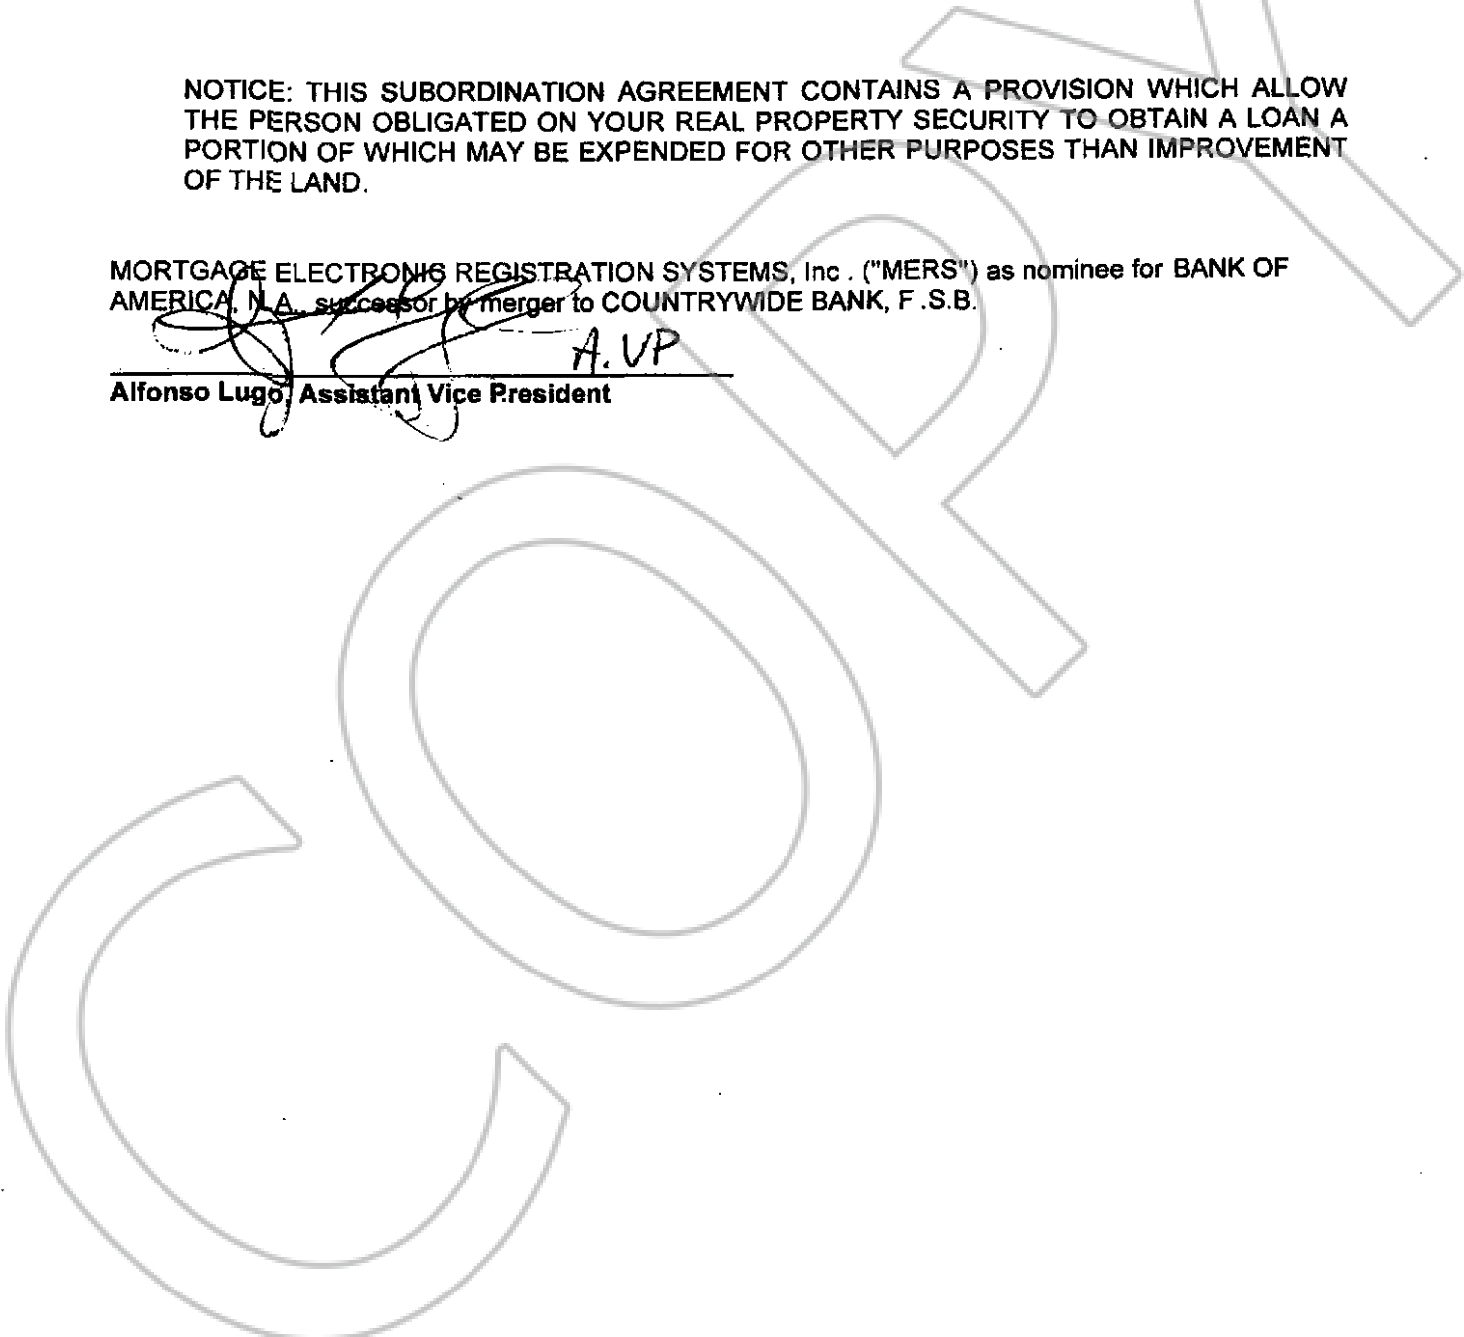 NOTICE: THIS SUBORDINATION AGREEMENT CONTAINS A PROVISION WHICH ALLOW
THE PERSON OBLIGATED ON YOUR REAL PROPERTY SECURITY TO OBTAIN A LOAN A
PORTION OF WHICH MAY BE EXPENDED FOR OTHER PURPOSES THAN IMPROVEMENT
OF THE LAND.
MORTGAGE ELECTRONIC REGISTRATION SYSTEMS, Inc . ("MERS") as nominee for BANK OF
AMERICA, N.A., successor by merger to COUNTRYWIDE BANK, F .S.B.
A. VP
Alfonso Lugo, Assistant Vice President
COPY